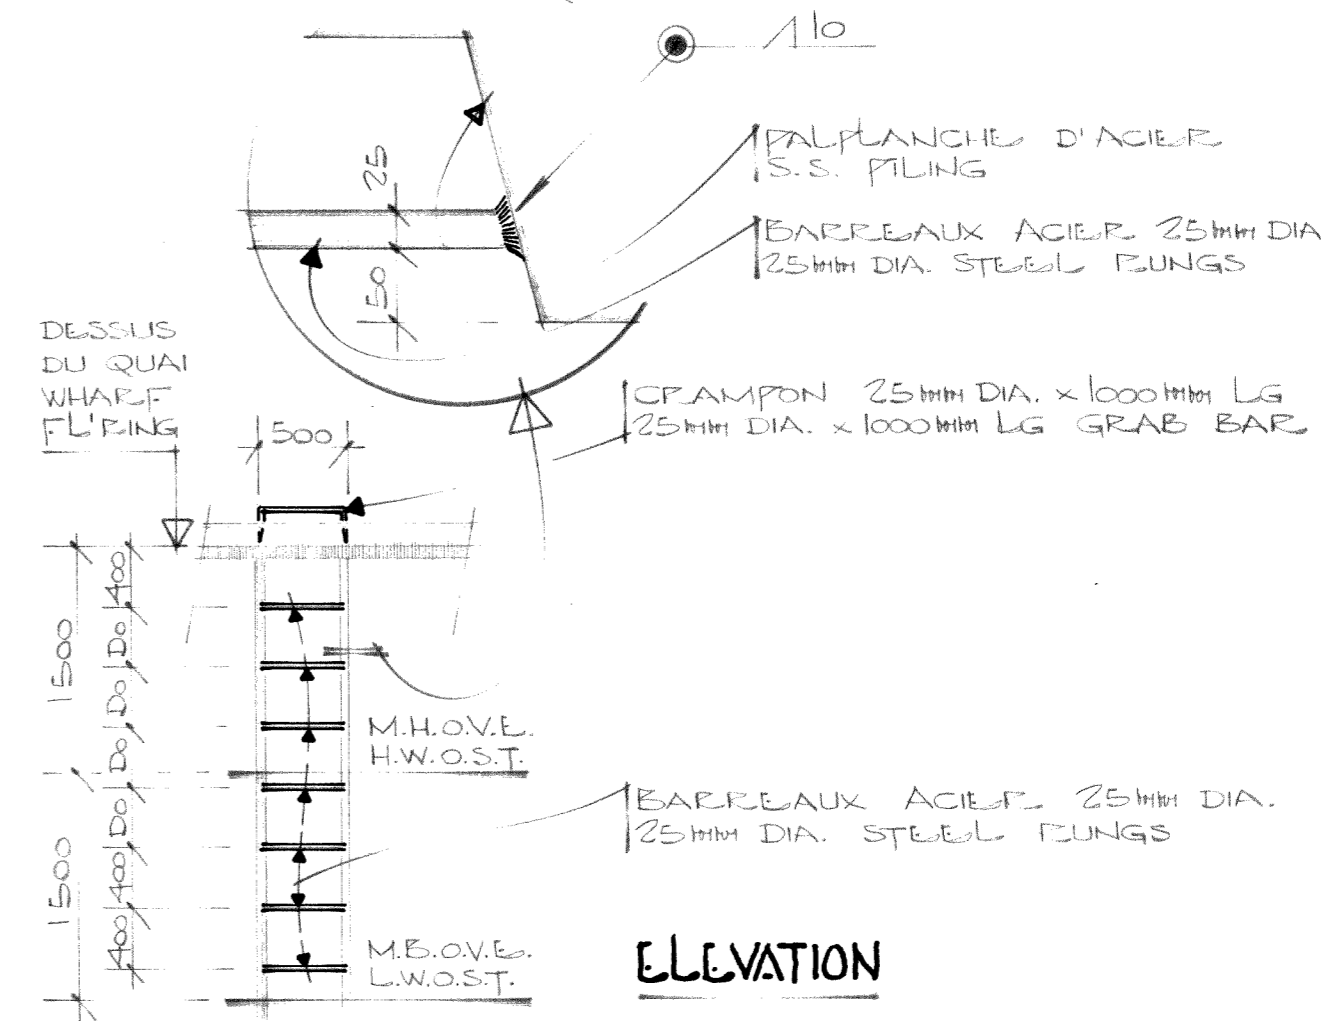 1 10
PALPLANCHE D'ACIER
S.S. PILING
25
BARREAUX ACIER 25mm DIA
25mm DIA. STEEL RUNGS
50
DESSUS
DU QUAI
WHARF
FL'RING
CRAMPON 25mm DIA. x 1000mm LG
25mm DIA. x 1000mm LG GRAB BAR
500
400
1500
DO
DO
M.H.O.V.E.
H.W.O.S.T.
DO
BARREAUX ACIER 25mm DIA.
25mm DIA. STEEL RUNGS
DO
1500
400
400
M.B.O.V.E.
L.W.O.S.T.
ELEVATION